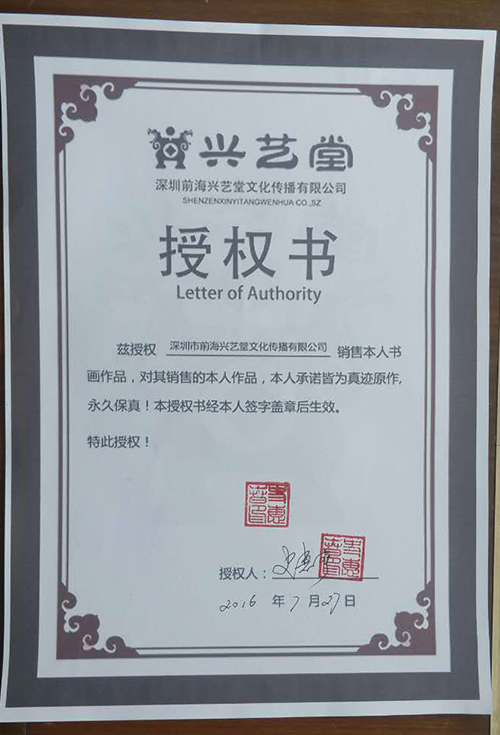 兴艺堂
深圳前海兴艺堂文化传播有限公司
SHENZENXINYITANGWENHUA CO.,SZ
授权书
Letter of Authority
兹授权 深圳市前海兴艺堂文化传播有限公司 销售本人书
画作品，对其销售的本人作品，本人承诺皆为真迹原作,
永久保真！本授权书经本人签字盖章后生效。
特此授权！
授权人：
2016 年 7 月 27 日